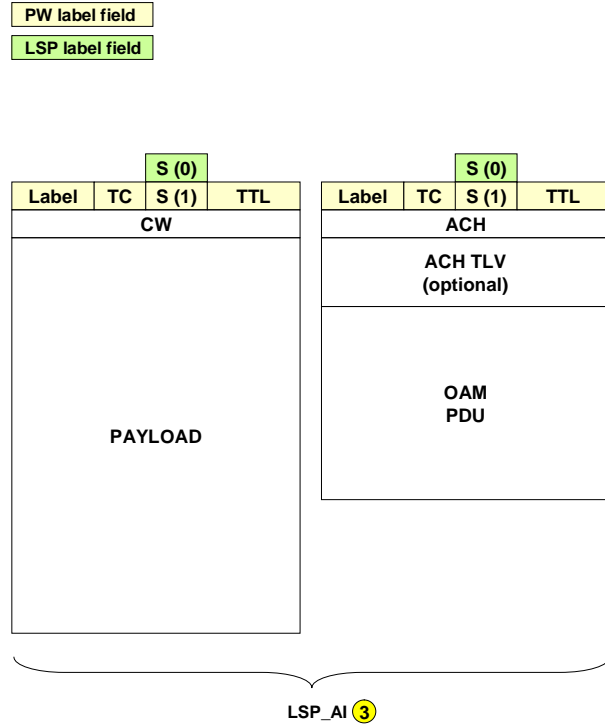 PW label field
LSP label field
S (0)
Label TC S (1) TTL
CW
PAYLOAD
S (0)
Label TC S (1) TTL
ACH
ACH TLV
(optional)
OAM
PDU
LSP_AI 3